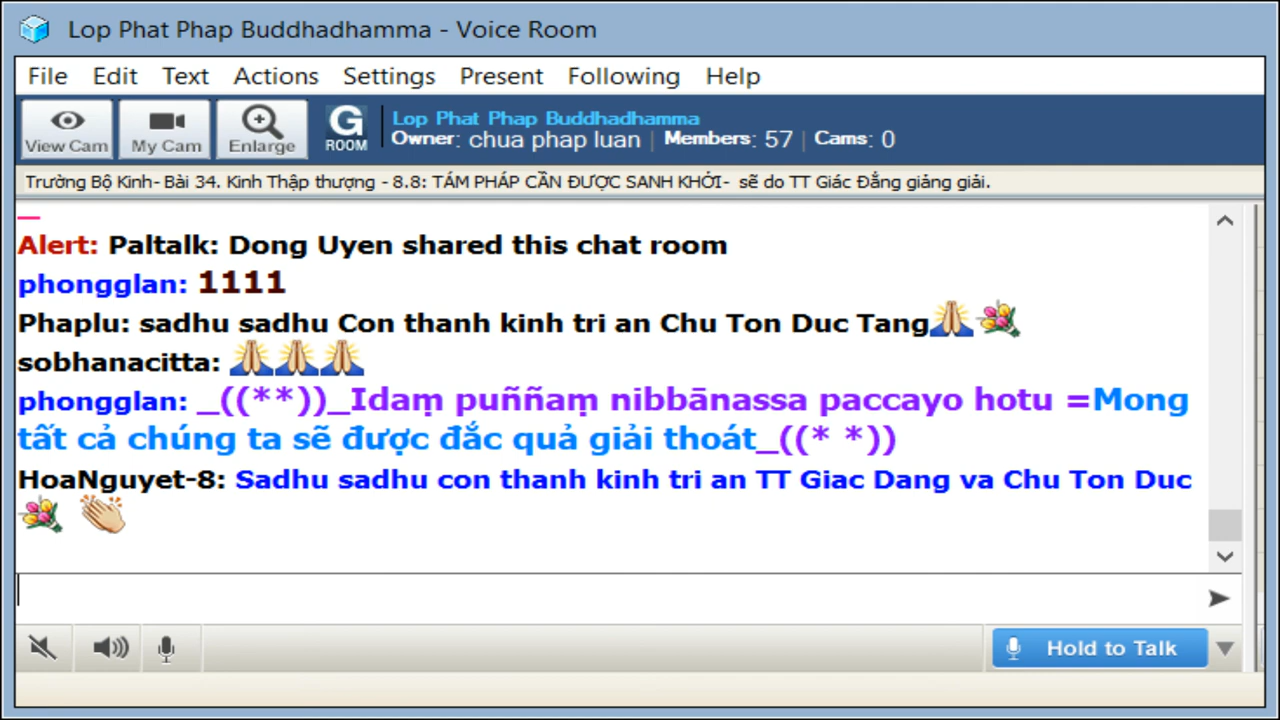 Lop Phat Phap Buddhadhamma - Voice Room
File Edit Text Actions Settings Present Following Help
View Cam My Cam Enlarge G ROOM
Lop Phat Phap Buddhadhamma
Owner: chua phap luan | Members: 57 | Cams: 0
Trường Bộ Kinh- Bài 34. Kinh Thập thượng - 8.8: TÁM PHÁP CẦN ĐƯỢC SANH KHỞI- sẽ do TT Giác Đẳng giảng giải.
Alert: Paltalk: Dong Uyen shared this chat room
phongglan: 1111
Phaplu: sadhu sadhu Con thanh kinh tri an Chu Ton Duc Tang🙏💐
sobhanacitta: 🙏🙏🙏
phongglan: _((**))_Idaṃ puññaṃ nibbānassa paccayo hotu =Mong
tất cả chúng ta sẽ được đắc quả giải thoát_((* *))
HoaNguyet-8: Sadhu sadhu con thanh kinh tri an TT Giac Dang va Chu Ton Duc
💐 👏
Hold to Talk